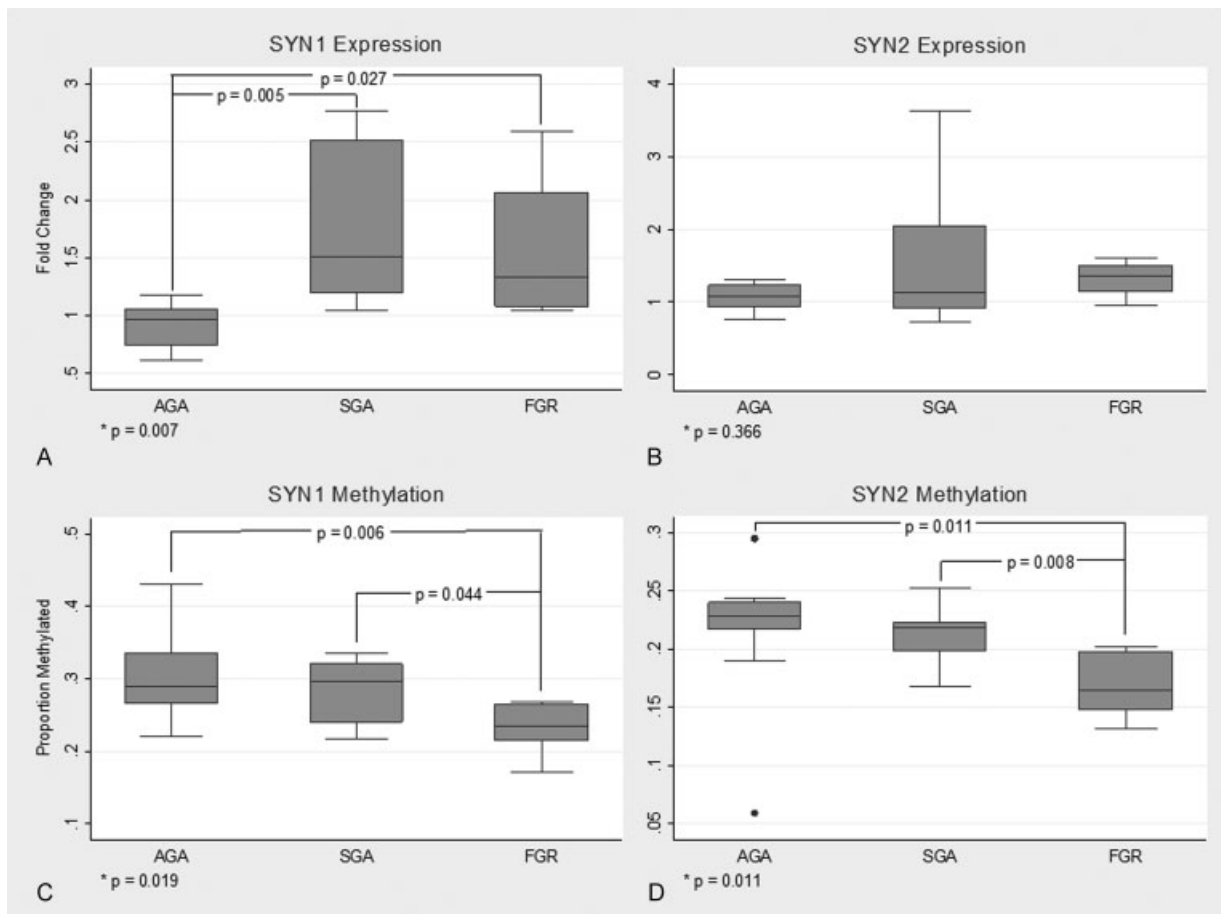 SYN1 Expression
Fold Change
3
2.5
2
1.5
1
.5
p = 0.027
p = 0.005
AGA SGA FGR
* p = 0.007
A
SYN2 Expression
4
3
2
1
0
AGA SGA FGR
* p = 0.366
B
SYN1 Methylation
Proportion Methylated
.5
.4
.3
.2
.1
p = 0.006
p = 0.044
AGA SGA FGR
* p = 0.019
C
SYN2 Methylation
.3
.25
.2
.15
.1
.05
p = 0.011
p = 0.008
AGA SGA FGR
* p = 0.011
D